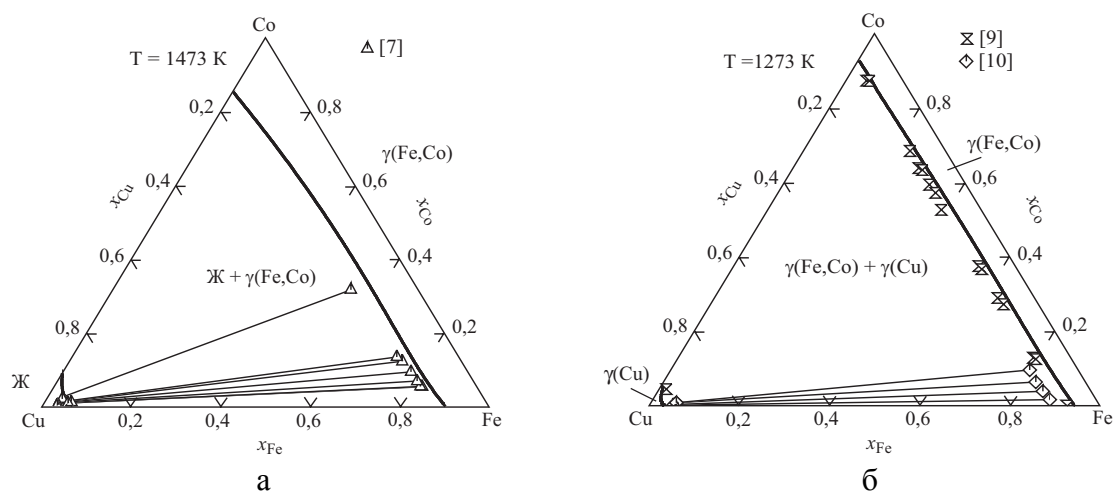 Co
T = 1473 K
[7]
0,2
0,8
γ(Fe,Co)
0,4
0,6
xCu
xCo
0,6
0,4
Ж + γ(Fe,Co)
0,8
0,2
Ж
Cu
0,2
0,4
0,6
0,8
Fe
xFe
а
Co
T =1273 K
[9]
[10]
0,2
0,8
γ(Fe,Co)
0,4
0,6
xCu
xCo
0,6
0,4
γ(Fe,Co) + γ(Cu)
0,8
0,2
γ(Cu)
Cu
0,2
0,4
0,6
0,8
Fe
xFe
б